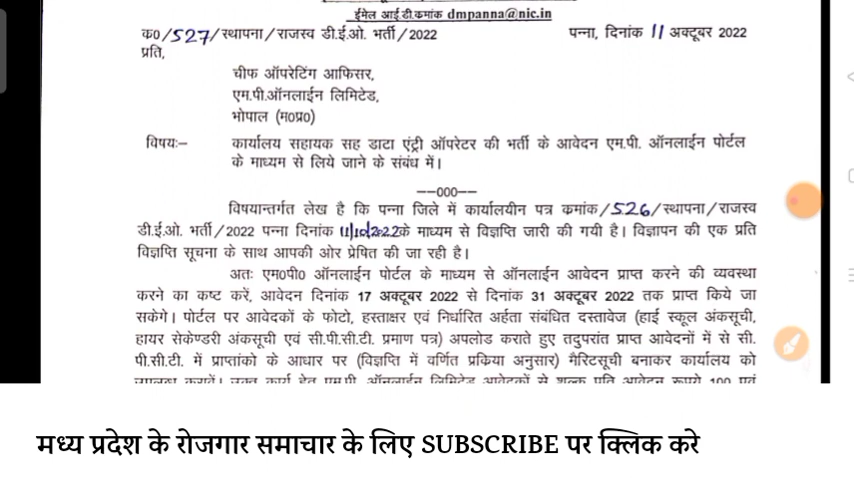 ईमेल आई.डी.कमांक dmpanna@nic.in
क0/527/स्थापना/राजस्व डी.ई.ओ. भर्ती/2022 पन्ना, दिनांक 11 अक्टूबर 2022
प्रति,
चीफ ऑपरेटिंग आफिसर,
एम.पी.ऑनलाईन लिमिटेड,
भोपाल (म0प्र0)
विषयः– कार्यालय सहायक सह डाटा एंट्री ऑपरेटर की भर्ती के आवेदन एम.पी. ऑनलाईन पोर्टल
के माध्यम से लिये जाने के संबंध में।
––000––
विषयान्तर्गत लेख है कि पन्ना जिले में कार्यालयीन पत्र कमांक/526/स्थापना/राजस्व
डी.ई.ओ. भर्ती/2022 पन्ना दिनांक 11/10/2022के माध्यम से विज्ञप्ति जारी की गयी है। विज्ञापन की एक प्रति
विज्ञप्ति सूचना के साथ आपकी ओर प्रेषित की जा रही है।
अतः एम0पी0 ऑनलाईन पोर्टल के माध्यम से ऑनलाईन आवेदन प्राप्त करने की व्यवस्था
करने का कष्ट करें, आवेदन दिनांक 17 अक्टूबर 2022 से दिनांक 31 अक्टूबर 2022 तक प्राप्त किये जा
सकेगे। पोर्टल पर आवेदकों के फोटो, हस्ताक्षर एवं निर्धारित अर्हता संबंधित दस्तावेज (हाई स्कूल अंकसूची,
हायर सेकेण्डरी अंकसूची एवं सी.पी.सी.टी. प्रमाण पत्र) अपलोड कराते हुए तदुपरांत प्राप्त आवेदनों में से सी.
पी.सी.टी. में प्राप्तांको के आधार पर (विज्ञप्ति में वर्णित प्रकिया अनुसार) मैरिटसूची बनाकर कार्यालय को
मध्य प्रदेश के रोजगार समाचार के लिए SUBSCRIBE पर क्लिक करे